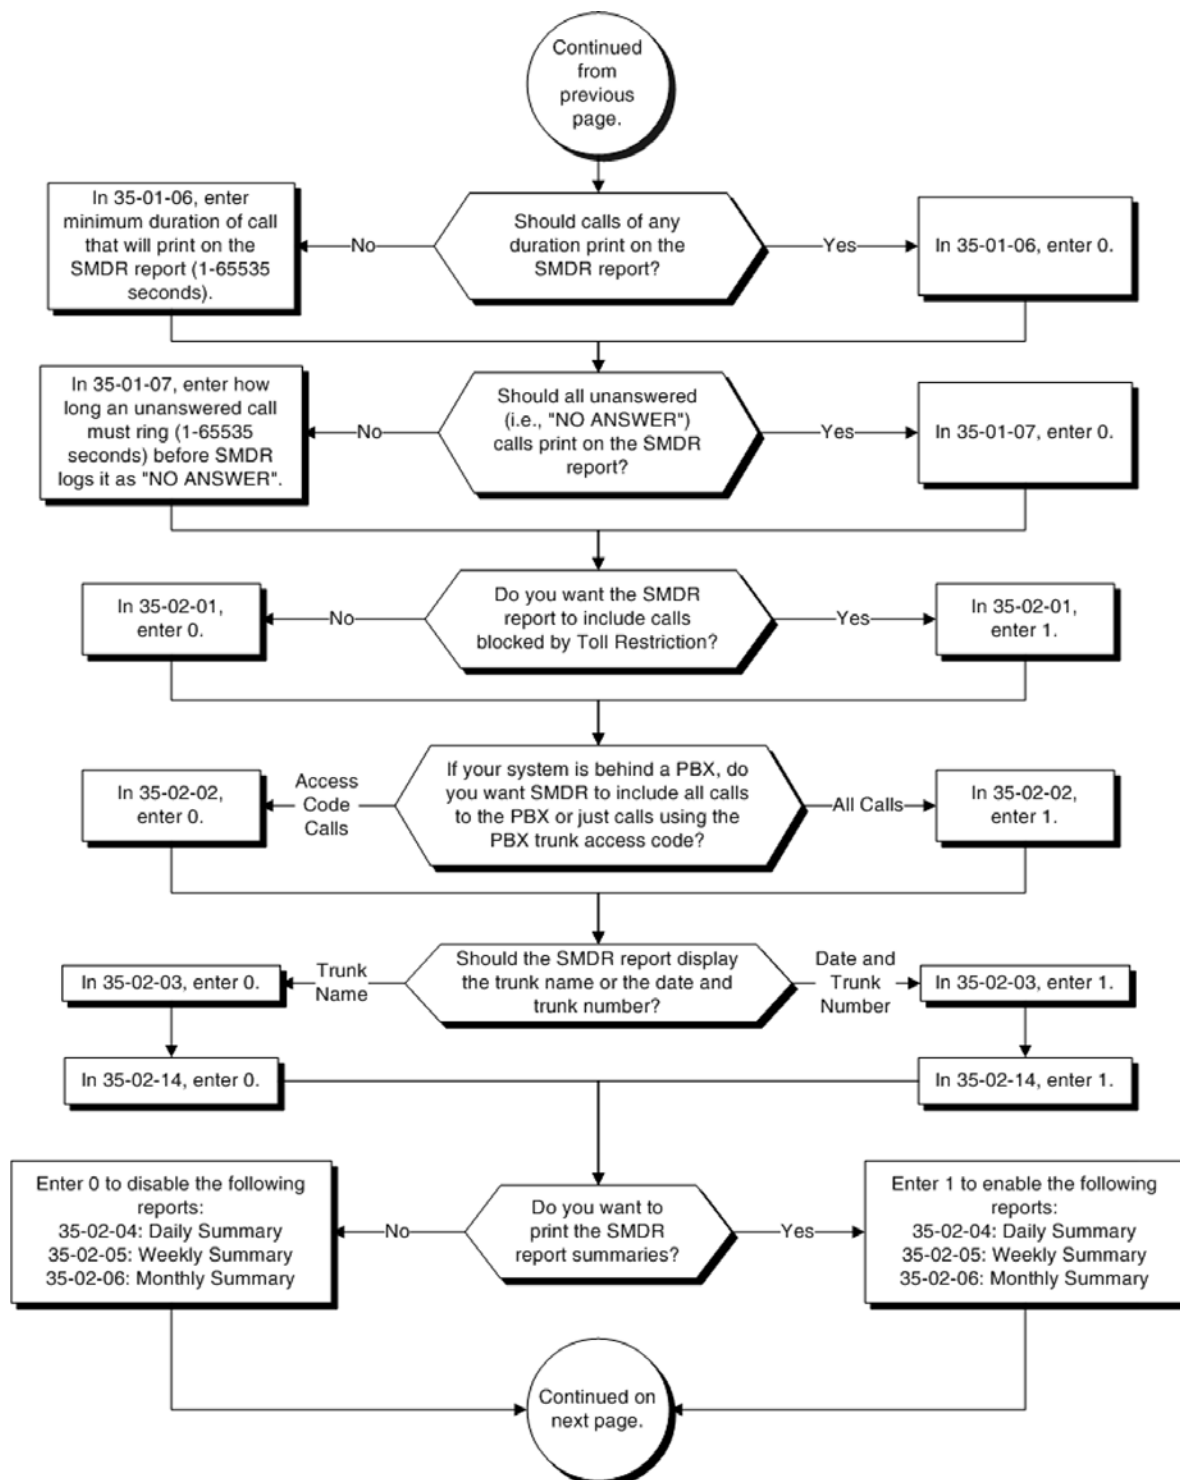 Continued
from
previous
page.
In 35-01-06, enter
minimum duration of call
that will print on the
SMDR report (1-65535
seconds).
No
Should calls of any
duration print on the
SMDR report?
Yes
In 35-01-06, enter 0.
In 35-01-07, enter how
long an unanswered call
must ring (1-65535
seconds) before SMDR
logs it as "NO ANSWER".
No
Should all unanswered
(i.e., "NO ANSWER")
calls print on the SMDR
report?
Yes
In 35-01-07, enter 0.
In 35-02-01,
enter 0.
No
Do you want the SMDR
report to include calls
blocked by Toll Restriction?
Yes
In 35-02-01,
enter 1.
In 35-02-02,
enter 0.
Access
Code
Calls
If your system is behind a PBX, do
you want SMDR to include all calls
to the PBX or just calls using the
PBX trunk access code?
All Calls
In 35-02-02,
enter 1.
In 35-02-03, enter 0.
Trunk
Name
Should the SMDR report display
the trunk name or the date and
trunk number?
Date and
Trunk
Number
In 35-02-03, enter 1.
In 35-02-14, enter 0.
In 35-02-14, enter 1.
Enter 0 to disable the following
reports:
35-02-04: Daily Summary
35-02-05: Weekly Summary
35-02-06: Monthly Summary
No
Do you want to
print the SMDR
report summaries?
Yes
Enter 1 to enable the following
reports:
35-02-04: Daily Summary
35-02-05: Weekly Summary
35-02-06: Monthly Summary
Continued on
next page.